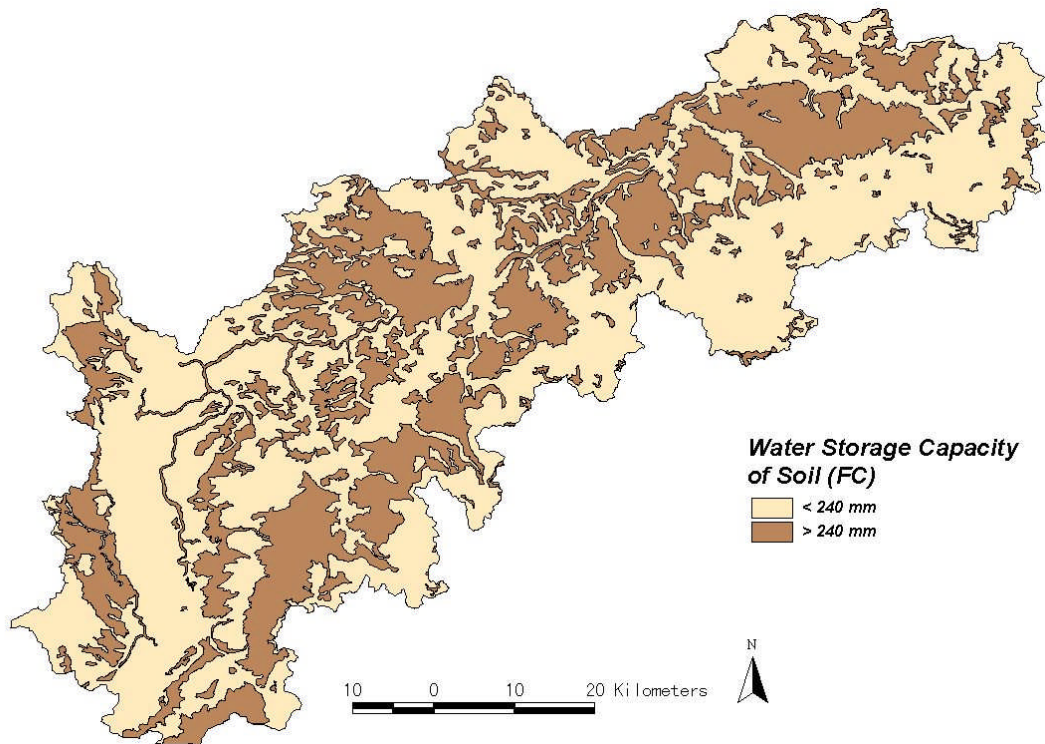 Water Storage Capacity
of Soil (FC)
< 240 mm
> 240 mm
N
10 0 10 20 Kilometers